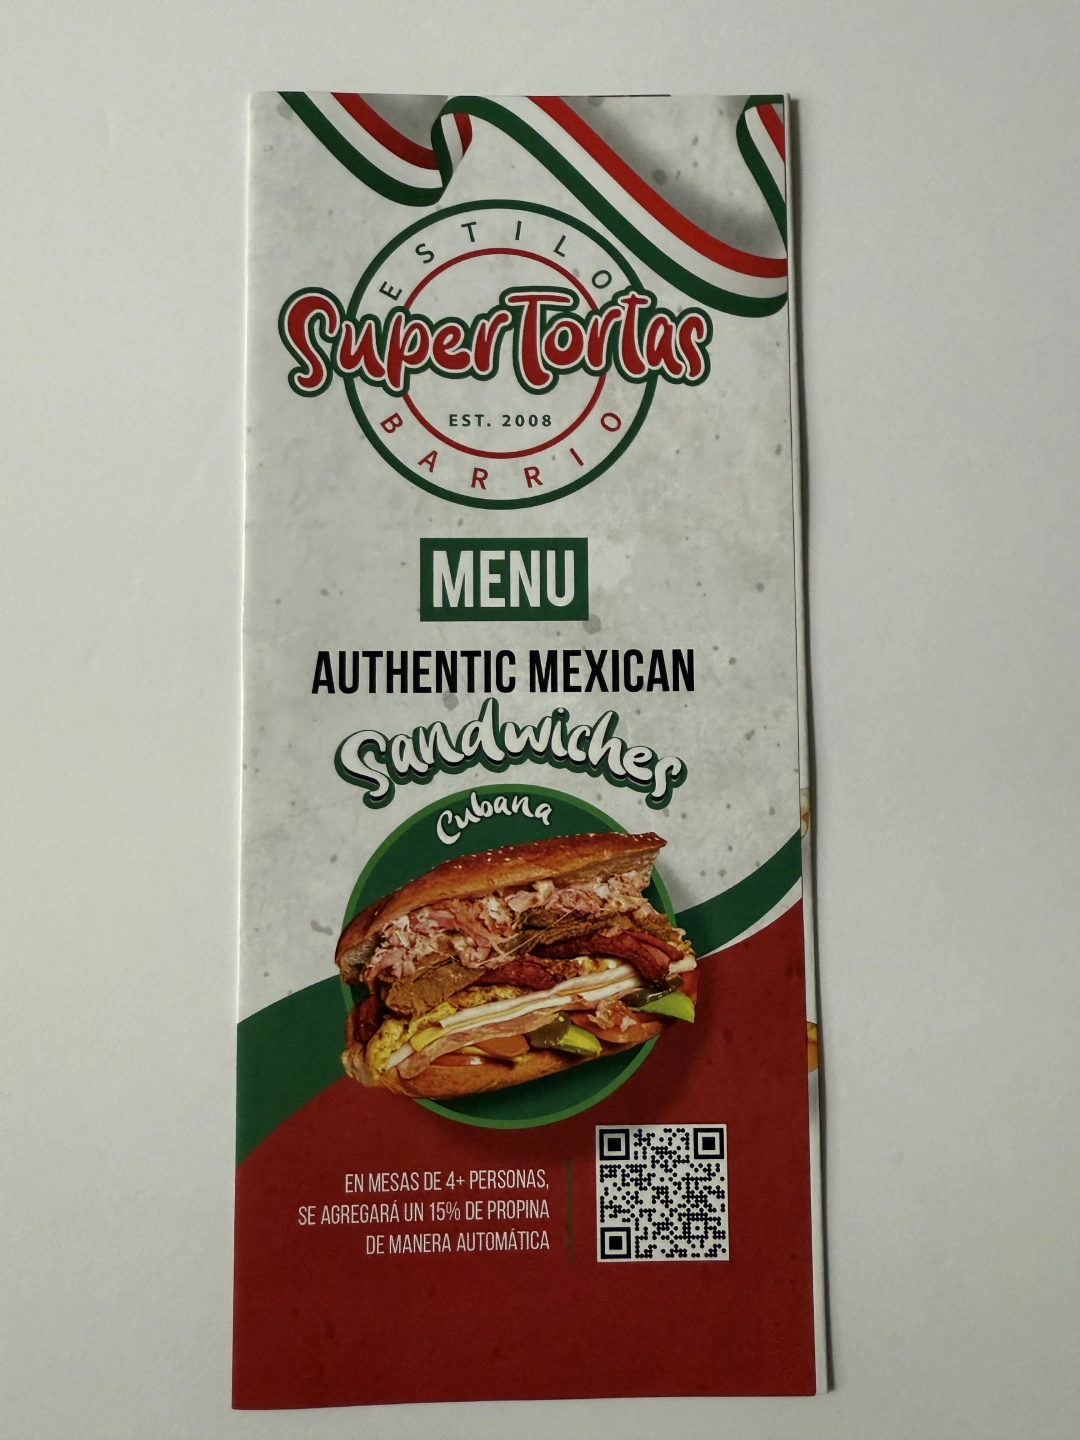 ESTILO
SuperTortas
EST. 2008
BARRIO
MENU
AUTHENTIC MEXICAN
Sandwiches
Cubana
EN MESAS DE 4+ PERSONAS,
SE AGREGARÁ UN 15% DE PROPINA
DE MANERA AUTOMÁTICA